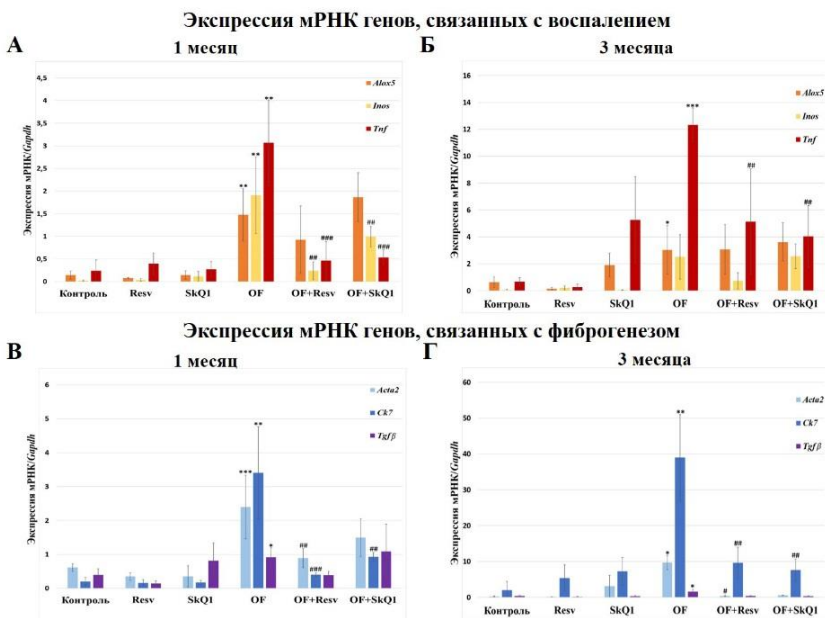 Экспрессия мРНК генов, связанных с воспалением
А
1 месяц
Экспрессия мРНК/Gapdh
4,5
4
3,5
3
2,5
2
1,5
1
0,5
0
Alox5
Inos
Tnf
**
**
**
##
###
##
###
Контроль
Resv
SkQ1
OF
OF+Resv
OF+SkQ1
Б
3 месяца
Экспрессия мРНК/Gapdh
16
14
12
10
8
6
4
2
0
Alox5
Inos
Tnf
*
***
##
##
Контроль
Resv
SkQ1
OF
OF+Resv
OF+SkQ1
Экспрессия мРНК генов, связанных с фиброгенезом
В
1 месяц
Экспрессия мРНК/Gapdh
6
5
4
3
2
1
0
Acta2
Ck7
Tgfβ
***
**
*
##
###
##
Контроль
Resv
SkQ1
OF
OF+Resv
OF+SkQ1
Г
3 месяца
Экспрессия мРНК/Gapdh
60
50
40
30
20
10
0
Acta2
Ck7
Tgfβ
*
**
*
#
##
##
Контроль
Resv
SkQ1
OF
OF+Resv
OF+SkQ1